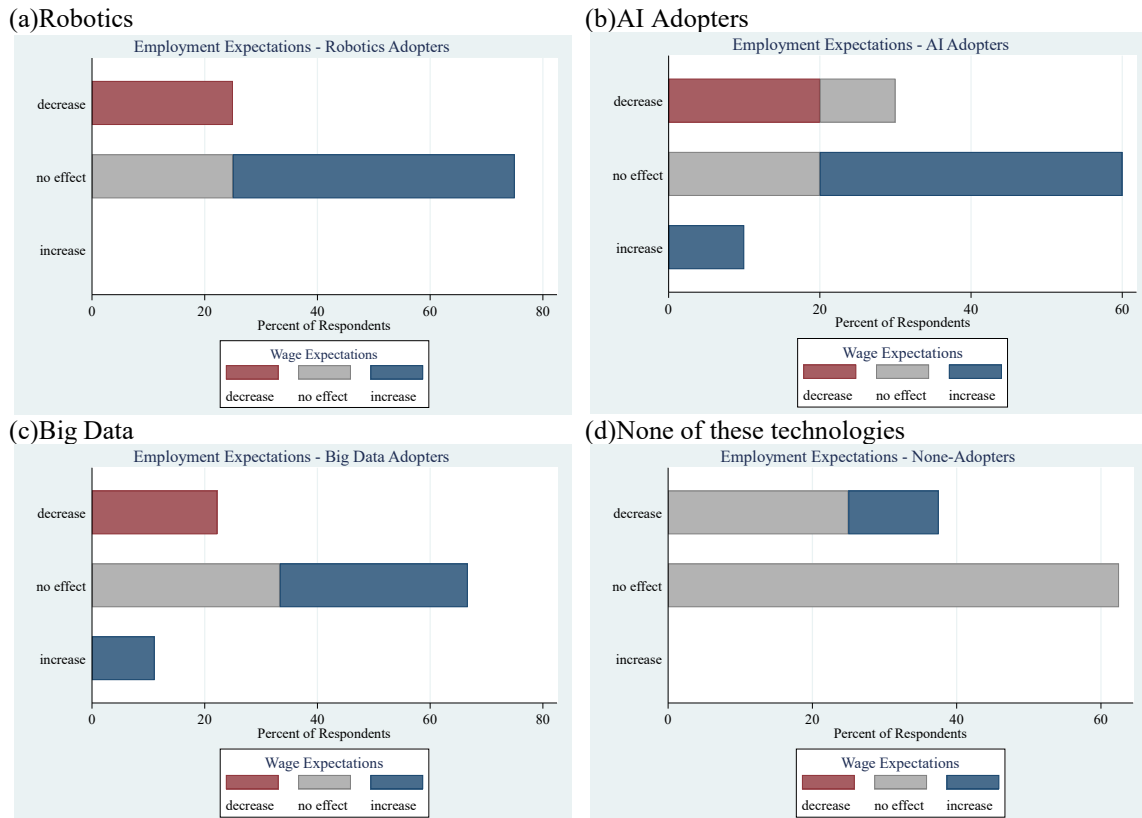 (a)Robotics
Employment Expectations - Robotics Adopters
decrease
no effect
increase
0 20 40 60 80
Percent of Respondents
Wage Expectations
decrease no effect increase
(b)AI Adopters
Employment Expectations - AI Adopters
decrease
no effect
increase
0 20 40 60
Percent of Respondents
Wage Expectations
decrease no effect increase
(c)Big Data
Employment Expectations - Big Data Adopters
decrease
no effect
increase
0 20 40 60 80
Percent of Respondents
Wage Expectations
decrease no effect increase
(d)None of these technologies
Employment Expectations - None-Adopters
decrease
no effect
increase
0 20 40 60
Percent of Respondents
Wage Expectations
decrease no effect increase